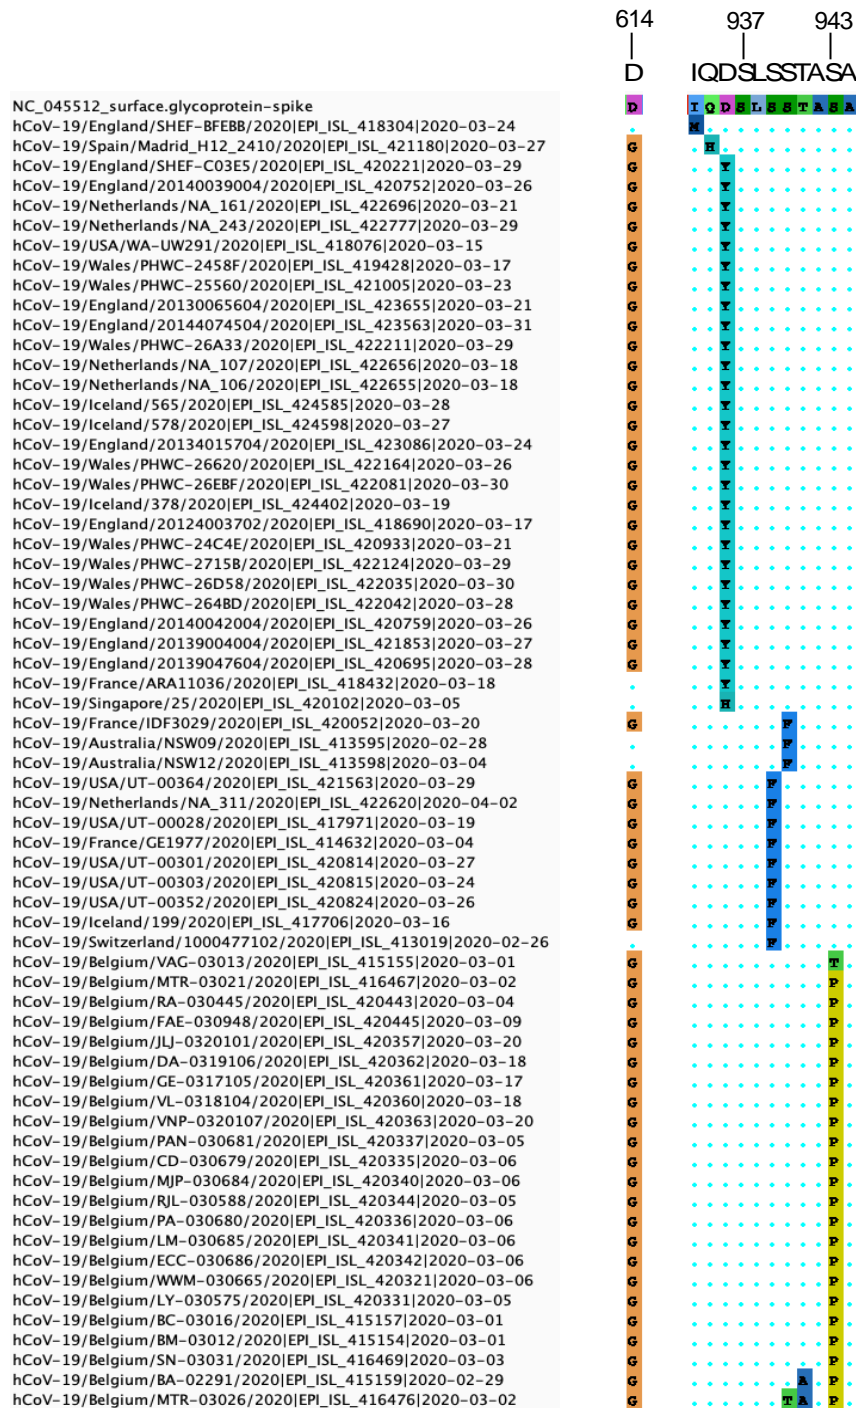 614 937 943
D IQDSLSSTASA
NC_045512_surface.glycoprotein-spike D I Q D S L S S T A S A
hCoV-19/England/SHEF-BFEBB/2020|EPI_ISL_418304|2020-03-24 M
hCoV-19/Spain/Madrid_H12_2410/2020|EPI_ISL_421180|2020-03-27 G H
hCoV-19/England/SHEF-C03E5/2020|EPI_ISL_420221|2020-03-29 G Y
hCoV-19/England/20140039004/2020|EPI_ISL_420752|2020-03-26 G Y
hCoV-19/Netherlands/NA_161/2020|EPI_ISL_422696|2020-03-21 G Y
hCoV-19/Netherlands/NA_243/2020|EPI_ISL_422777|2020-03-29 G Y
hCoV-19/USA/WA-UW291/2020|EPI_ISL_418076|2020-03-15 G Y
hCoV-19/Wales/PHWC-2458F/2020|EPI_ISL_419428|2020-03-17 G Y
hCoV-19/Wales/PHWC-25560/2020|EPI_ISL_421005|2020-03-23 G Y
hCoV-19/England/20130065604/2020|EPI_ISL_423655|2020-03-21 G Y
hCoV-19/England/20144074504/2020|EPI_ISL_423563|2020-03-31 G Y
hCoV-19/Wales/PHWC-26A33/2020|EPI_ISL_422211|2020-03-29 G Y
hCoV-19/Netherlands/NA_107/2020|EPI_ISL_422656|2020-03-18 G Y
hCoV-19/Netherlands/NA_106/2020|EPI_ISL_422655|2020-03-18 G Y
hCoV-19/Iceland/565/2020|EPI_ISL_424585|2020-03-28 G Y
hCoV-19/Iceland/578/2020|EPI_ISL_424598|2020-03-27 G Y
hCoV-19/England/20134015704/2020|EPI_ISL_423086|2020-03-24 G Y
hCoV-19/Wales/PHWC-26620/2020|EPI_ISL_422164|2020-03-26 G Y
hCoV-19/Wales/PHWC-26EBF/2020|EPI_ISL_422081|2020-03-30 G Y
hCoV-19/Iceland/378/2020|EPI_ISL_424402|2020-03-19 G Y
hCoV-19/England/20124003702/2020|EPI_ISL_418690|2020-03-17 G Y
hCoV-19/Wales/PHWC-24C4E/2020|EPI_ISL_420933|2020-03-21 G Y
hCoV-19/Wales/PHWC-2715B/2020|EPI_ISL_422124|2020-03-29 G Y
hCoV-19/Wales/PHWC-26D58/2020|EPI_ISL_422035|2020-03-30 G Y
hCoV-19/Wales/PHWC-264BD/2020|EPI_ISL_422042|2020-03-28 G Y
hCoV-19/England/20140042004/2020|EPI_ISL_420759|2020-03-26 G Y
hCoV-19/England/20139004004/2020|EPI_ISL_421853|2020-03-27 G Y
hCoV-19/England/20139047604/2020|EPI_ISL_420695|2020-03-28 G Y
hCoV-19/France/ARA11036/2020|EPI_ISL_418432|2020-03-18 Y
hCoV-19/Singapore/25/2020|EPI_ISL_420102|2020-03-05 H
hCoV-19/France/IDF3029/2020|EPI_ISL_420052|2020-03-20 G F
hCoV-19/Australia/NSW09/2020|EPI_ISL_413595|2020-02-28 F
hCoV-19/Australia/NSW12/2020|EPI_ISL_413598|2020-03-04 F
hCoV-19/USA/UT-00364/2020|EPI_ISL_421563|2020-03-29 G F
hCoV-19/Netherlands/NA_311/2020|EPI_ISL_422620|2020-04-02 G F
hCoV-19/USA/UT-00028/2020|EPI_ISL_417971|2020-03-19 G F
hCoV-19/France/GE1977/2020|EPI_ISL_414632|2020-03-04 G F
hCoV-19/USA/UT-00301/2020|EPI_ISL_420814|2020-03-27 G F
hCoV-19/USA/UT-00303/2020|EPI_ISL_420815|2020-03-24 G F
hCoV-19/USA/UT-00352/2020|EPI_ISL_420824|2020-03-26 G F
hCoV-19/Iceland/199/2020|EPI_ISL_417706|2020-03-16 G F
hCoV-19/Switzerland/1000477102/2020|EPI_ISL_413019|2020-02-26 F
hCoV-19/Belgium/VAG-03013/2020|EPI_ISL_415155|2020-03-01 G T
hCoV-19/Belgium/MTR-03021/2020|EPI_ISL_416467|2020-03-02 G P
hCoV-19/Belgium/RA-030445/2020|EPI_ISL_420443|2020-03-04 G P
hCoV-19/Belgium/FAE-030948/2020|EPI_ISL_420445|2020-03-09 G P
hCoV-19/Belgium/JLJ-0320101/2020|EPI_ISL_420357|2020-03-20 G P
hCoV-19/Belgium/DA-0319106/2020|EPI_ISL_420362|2020-03-18 G P
hCoV-19/Belgium/GE-0317105/2020|EPI_ISL_420361|2020-03-17 G P
hCoV-19/Belgium/VL-0318104/2020|EPI_ISL_420360|2020-03-18 G P
hCoV-19/Belgium/VNP-0320107/2020|EPI_ISL_420363|2020-03-20 G P
hCoV-19/Belgium/PAN-030681/2020|EPI_ISL_420337|2020-03-05 G P
hCoV-19/Belgium/CD-030679/2020|EPI_ISL_420335|2020-03-06 G P
hCoV-19/Belgium/MJP-030684/2020|EPI_ISL_420340|2020-03-06 G P
hCoV-19/Belgium/RJL-030588/2020|EPI_ISL_420344|2020-03-05 G P
hCoV-19/Belgium/PA-030680/2020|EPI_ISL_420336|2020-03-06 G P
hCoV-19/Belgium/LM-030685/2020|EPI_ISL_420341|2020-03-06 G P
hCoV-19/Belgium/ECC-030686/2020|EPI_ISL_420342|2020-03-06 G P
hCoV-19/Belgium/WWM-030665/2020|EPI_ISL_420321|2020-03-06 G P
hCoV-19/Belgium/LY-030575/2020|EPI_ISL_420331|2020-03-05 G P
hCoV-19/Belgium/BC-03016/2020|EPI_ISL_415157|2020-03-01 G P
hCoV-19/Belgium/BM-03012/2020|EPI_ISL_415154|2020-03-01 G P
hCoV-19/Belgium/SN-03031/2020|EPI_ISL_416469|2020-03-03 G P
hCoV-19/Belgium/BA-02291/2020|EPI_ISL_415159|2020-02-29 G A P
hCoV-19/Belgium/MTR-03026/2020|EPI_ISL_416476|2020-03-02 G T A P